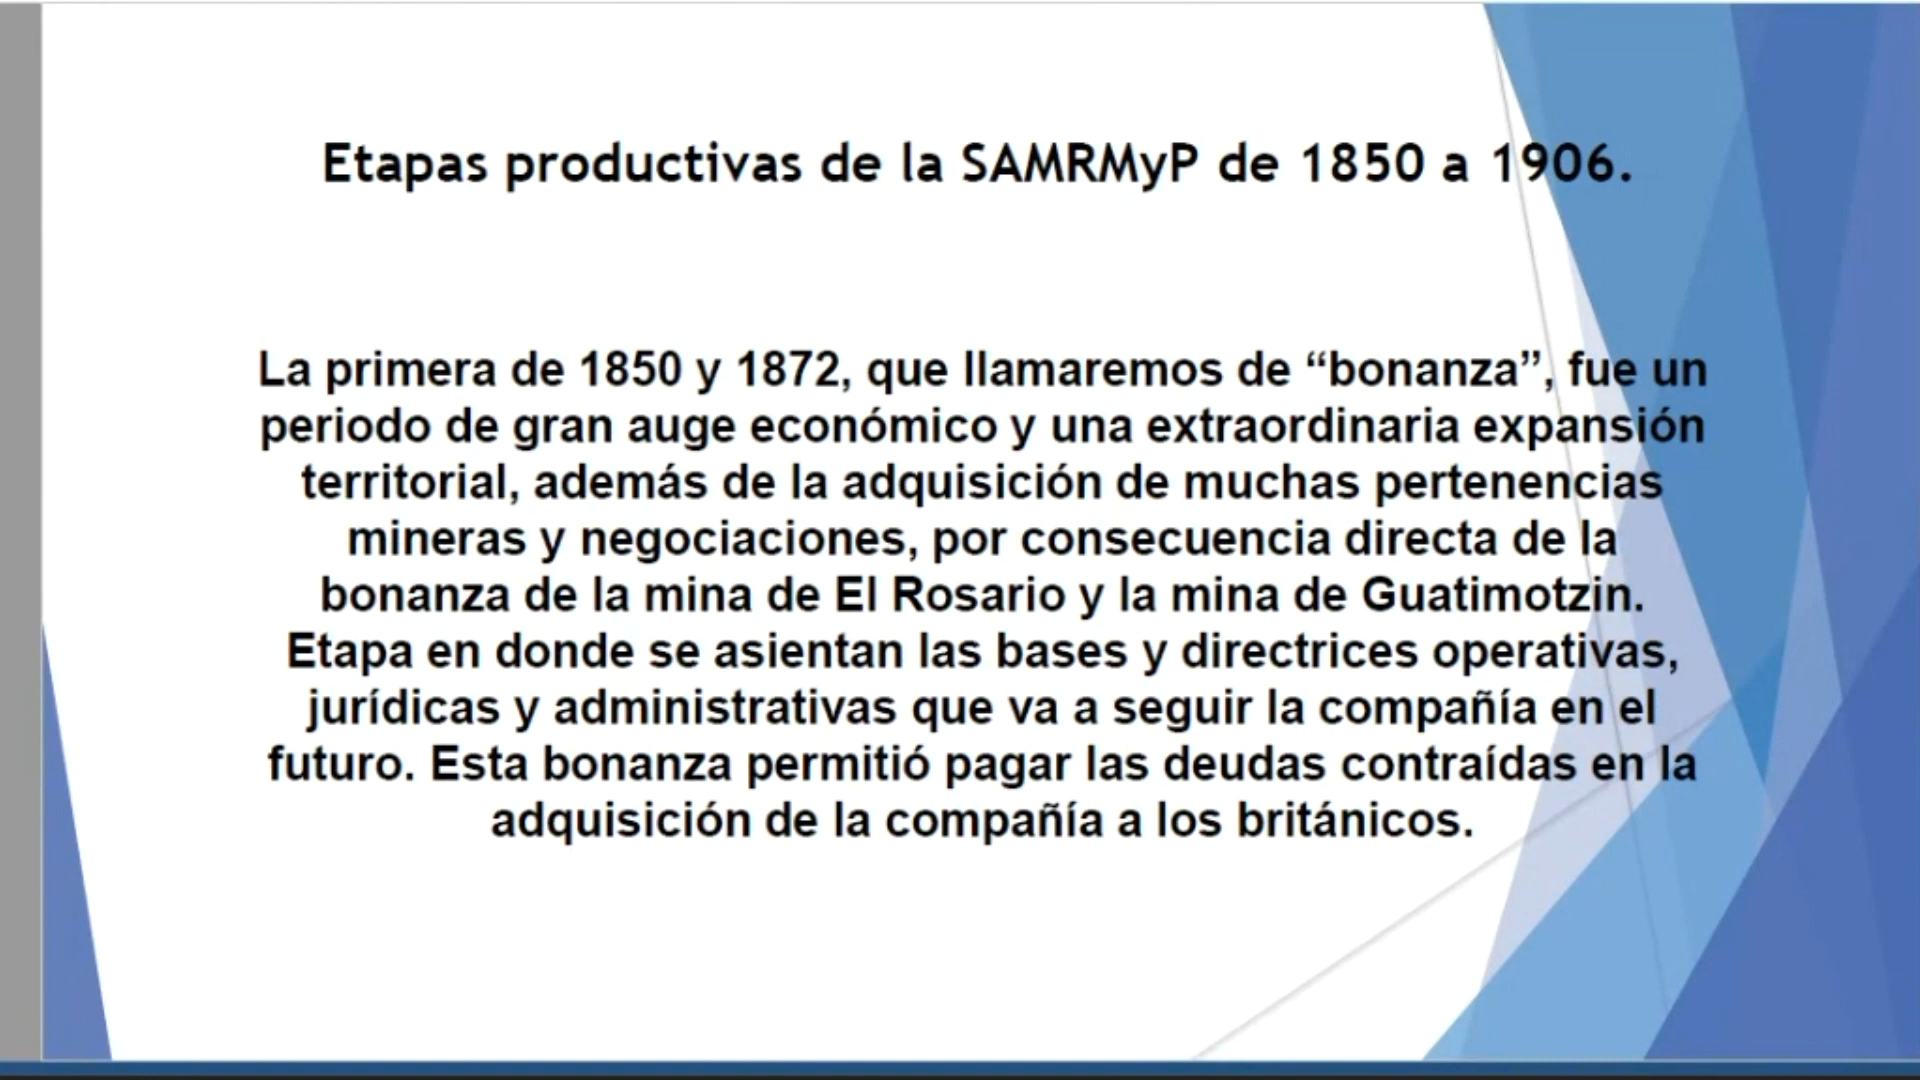 Etapas productivas de la SAMRMyP de 1850 a 1906.
La primera de 1850 y 1872, que llamaremos de “bonanza”, fue un
periodo de gran auge económico y una extraordinaria expansión
territorial, además de la adquisición de muchas pertenencias
mineras y negociaciones, por consecuencia directa de la
bonanza de la mina de El Rosario y la mina de Guatimotzin.
Etapa en donde se asientan las bases y directrices operativas,
jurídicas y administrativas que va a seguir la compañía en el
futuro. Esta bonanza permitió pagar las deudas contraídas en la
adquisición de la compañía a los británicos.